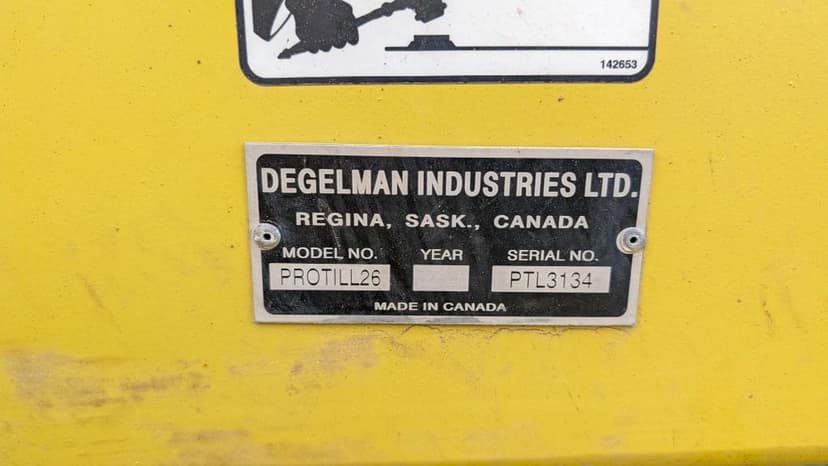 142653
DEGELMAN INDUSTRIES LTD.
REGINA, SASK., CANADA
MODEL NO. YEAR SERIAL NO.
PROTILL26 PTL3134
MADE IN CANADA